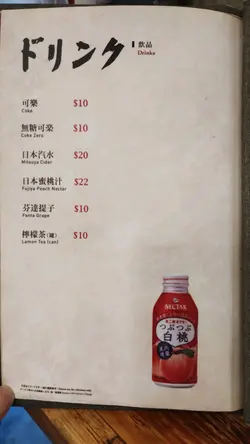 ドリンク
飲品
Drinks
可樂 $10
Coke
無糖可樂 $10
Coke Zero
日本汽水 $20
Mitsuya Cider
日本蜜桃汁 $22
Fujiya Peach Nectar
芬達提子 $10
Fanta Grape
檸檬茶(罐) $10
Lemon Tea (can)
NECTAR
つぶつぶ
白桃